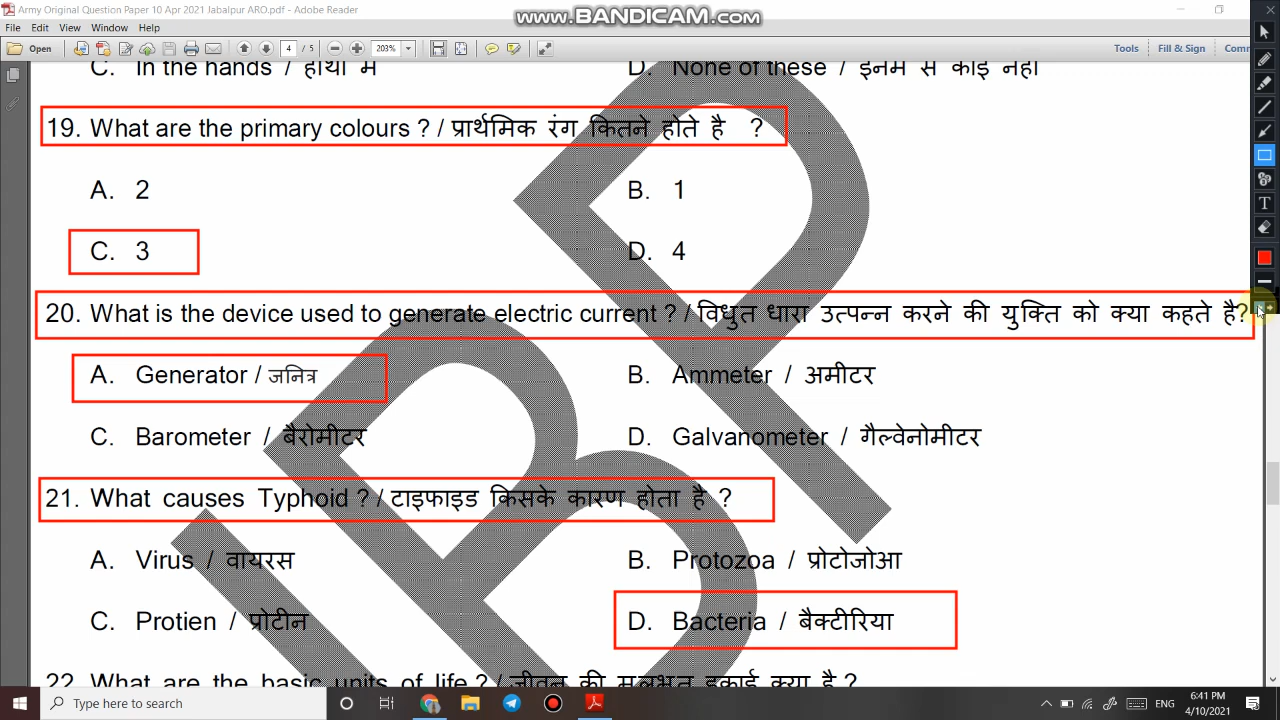 Army Original Question Paper 10 Apr 2021 Jabalpur ARO.pdf - Adobe Reader
www.BANDICAM.com
File Edit View Window Help
Open 4 / 5 203% Tools Fill & Sign Comm
C. In the hands / हाथों में D. None of these / इनमें से कोई नहीं
19. What are the primary colours ? / प्रार्थमिक रंग कितने होते है ?
A. 2 B. 1
C. 3 D. 4
20. What is the device used to generate electric current ? / विधुत धारा उत्पन्न करने की युक्ति को क्या कहते है?
A. Generator / जनित्र B. Ammeter / अमीटर
C. Barometer / बैरोमीटर D. Galvanometer / गैल्वेनोमीटर
21. What causes Typhoid ? / टाइफाइड किसके कारण होता है ?
A. Virus / वायरस B. Protozoa / प्रोटोजोआ
C. Protien / प्रोटीन D. Bacteria / बैक्टीरिया
22. What are the basic units of life ? / जीवन की मूलभूत इकाई क्या है ?
Type here to search ENG 6:41 PM
4/10/2021